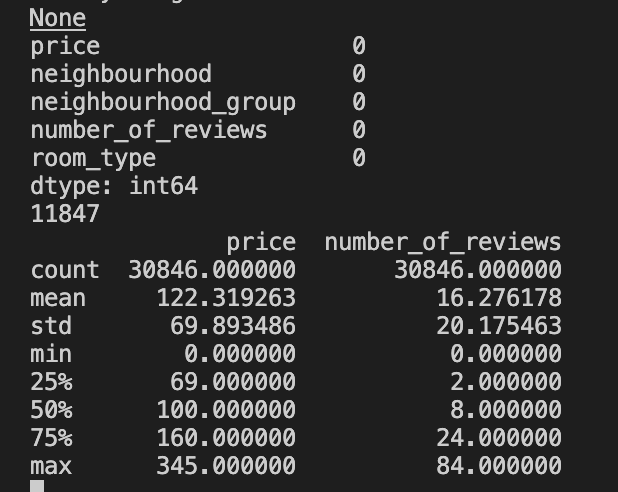 None
price                    0
neighbourhood            0
neighbourhood_group      0
number_of_reviews        0
room_type                0
dtype: int64
11847
              price  number_of_reviews
count  30846.000000       30846.000000
mean     122.319263          16.276178
std       69.893486          20.175463
min        0.000000           0.000000
25%       69.000000           2.000000
50%      100.000000           8.000000
75%      160.000000          24.000000
max      345.000000          84.000000